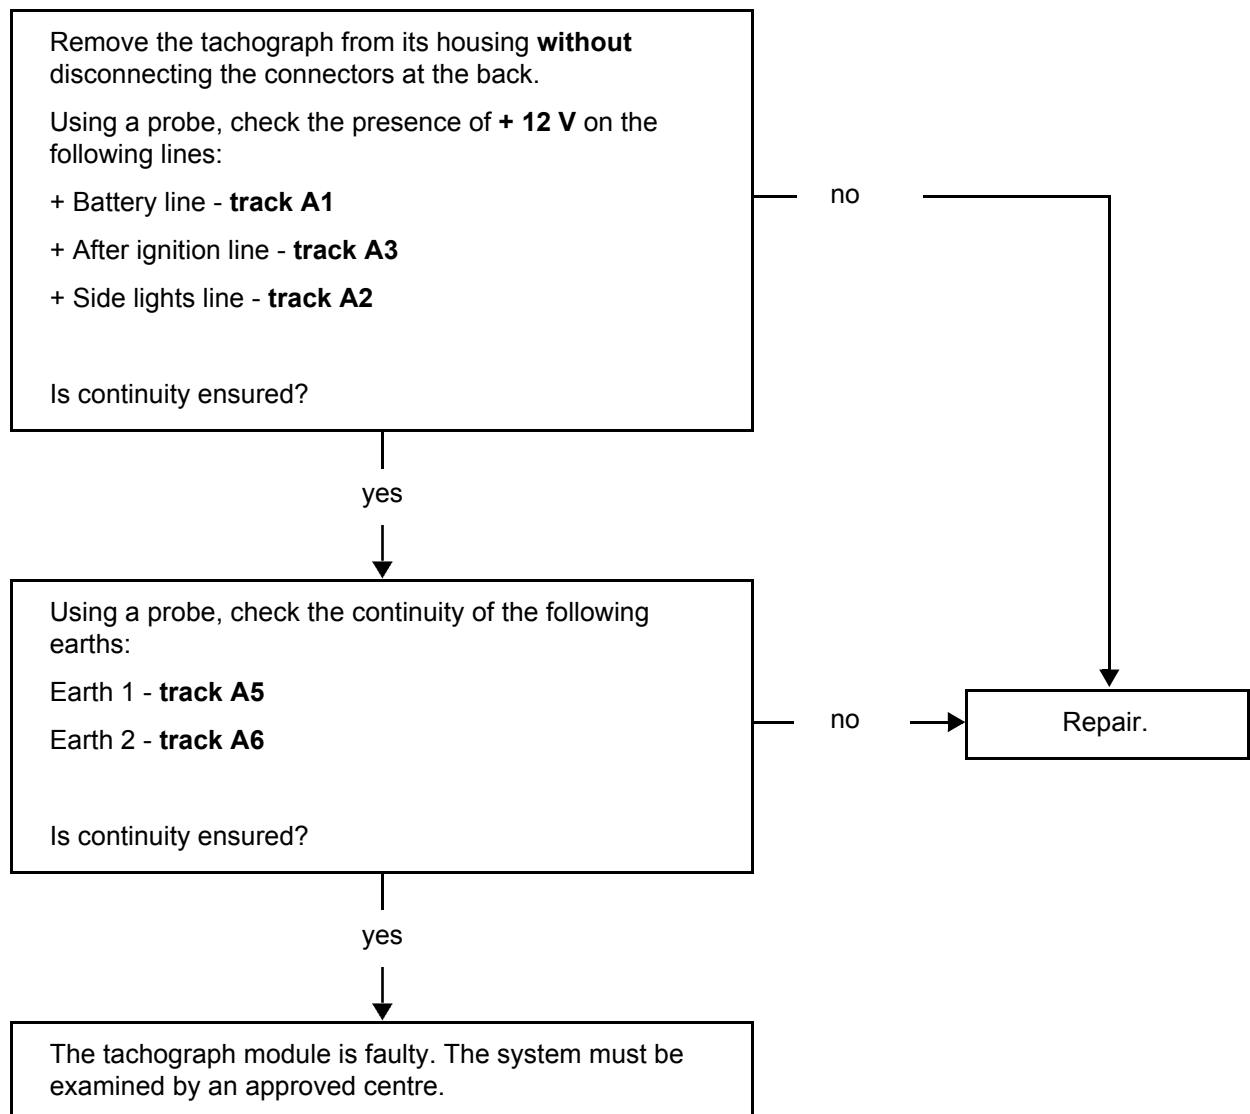 Remove the tachograph from its housing without
disconnecting the connectors at the back.
Using a probe, check the presence of + 12 V on the
following lines:
+ Battery line - track A1
+ After ignition line - track A3
+ Side lights line - track A2
Is continuity ensured?
no
yes
Using a probe, check the continuity of the following
earths:
Earth 1 - track A5
Earth 2 - track A6
Is continuity ensured?
no
Repair.
yes
The tachograph module is faulty. The system must be
examined by an approved centre.